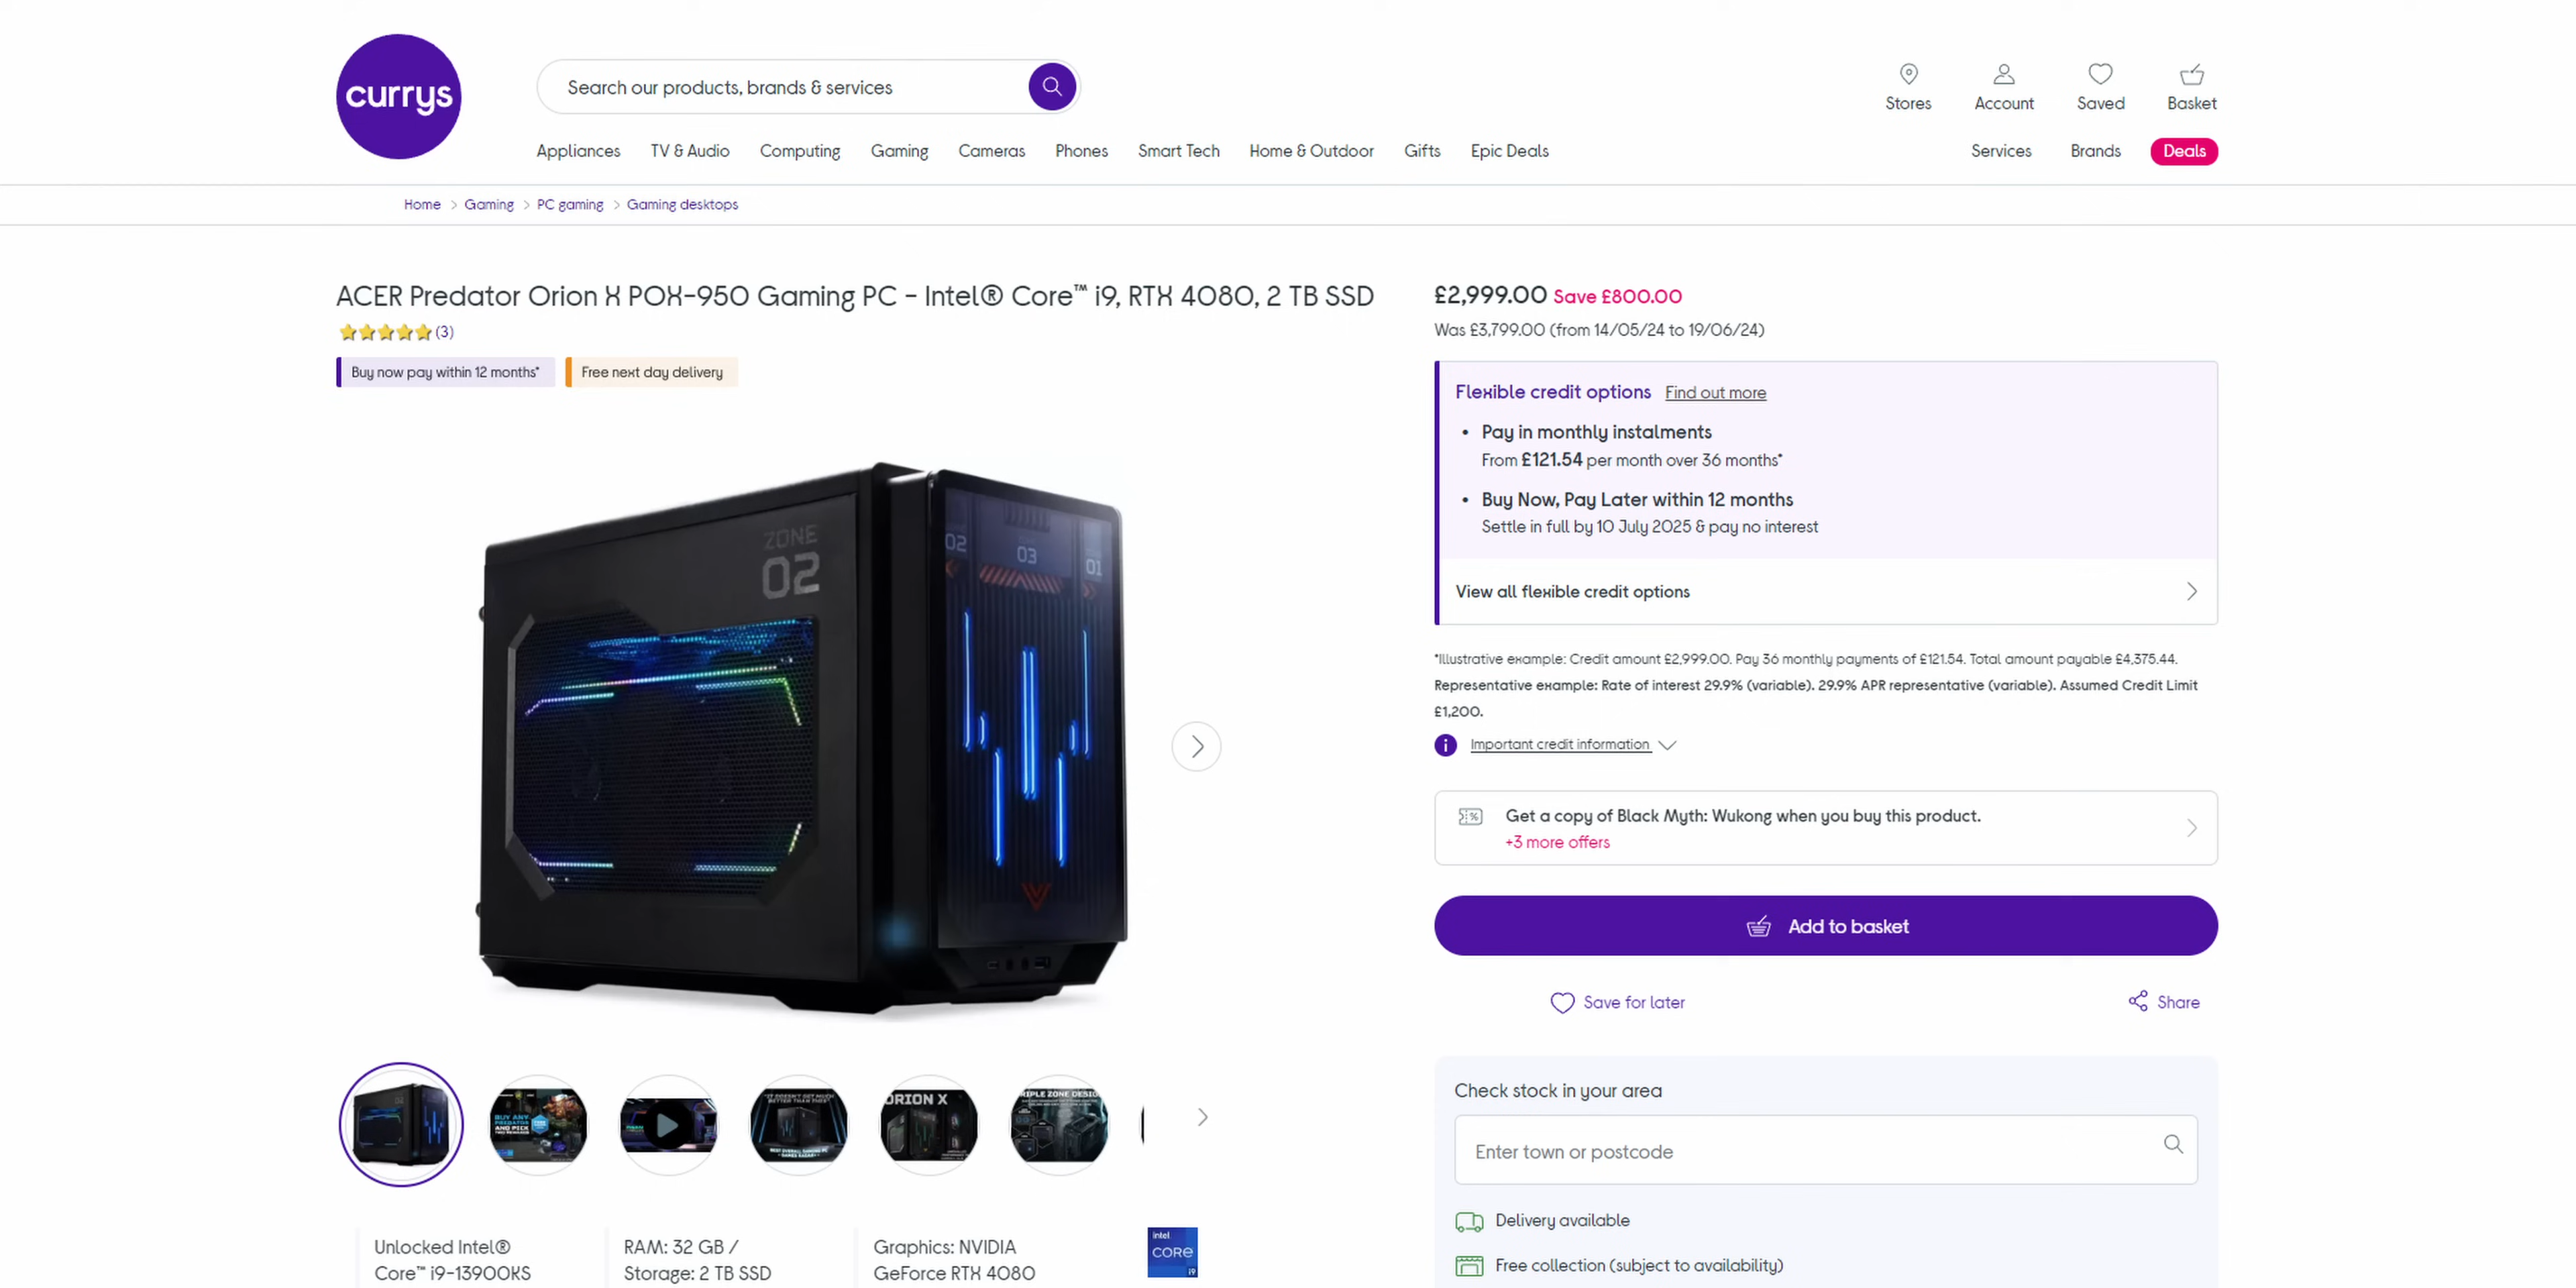 currys
Search our products, brands & services
Stores
Account
Saved
Basket
Appliances
TV & Audio
Computing
Gaming
Cameras
Phones
Smart Tech
Home & Outdoor
Gifts
Epic Deals
Services
Brands
Deals
Home > Gaming > PC gaming > Gaming desktops
ACER Predator Orion X POX-950 Gaming PC - Intel® Core™ i9, RTX 4080, 2 TB SSD
(3)
Buy now pay within 12 months*
Free next day delivery
ZONE
02
02
03
01
ORION X
£2,999.00 Save £800.00
Was £3,799.00 (from 14/05/24 to 19/06/24)
Flexible credit options Find out more
• Pay in monthly instalments
From £121.54 per month over 36 months*
• Buy Now, Pay Later within 12 months
Settle in full by 10 July 2025 & pay no interest
View all flexible credit options
*Illustrative example: Credit amount £2,999.00. Pay 36 monthly payments of £121.54. Total amount payable £4,375.44.
Representative example: Rate of interest 29.9% (variable). 29.9% APR representative (variable). Assumed Credit Limit
£1,200.
Important credit information
Get a copy of Black Myth: Wukong when you buy this product.
+3 more offers
Add to basket
Save for later
Share
Check stock in your area
Enter town or postcode
Delivery available
Free collection (subject to availability)
Unlocked Intel®
Core™ i9-13900KS
RAM: 32 GB /
Storage: 2 TB SSD
Graphics: NVIDIA
GeForce RTX 4080
intel
CORE
i9